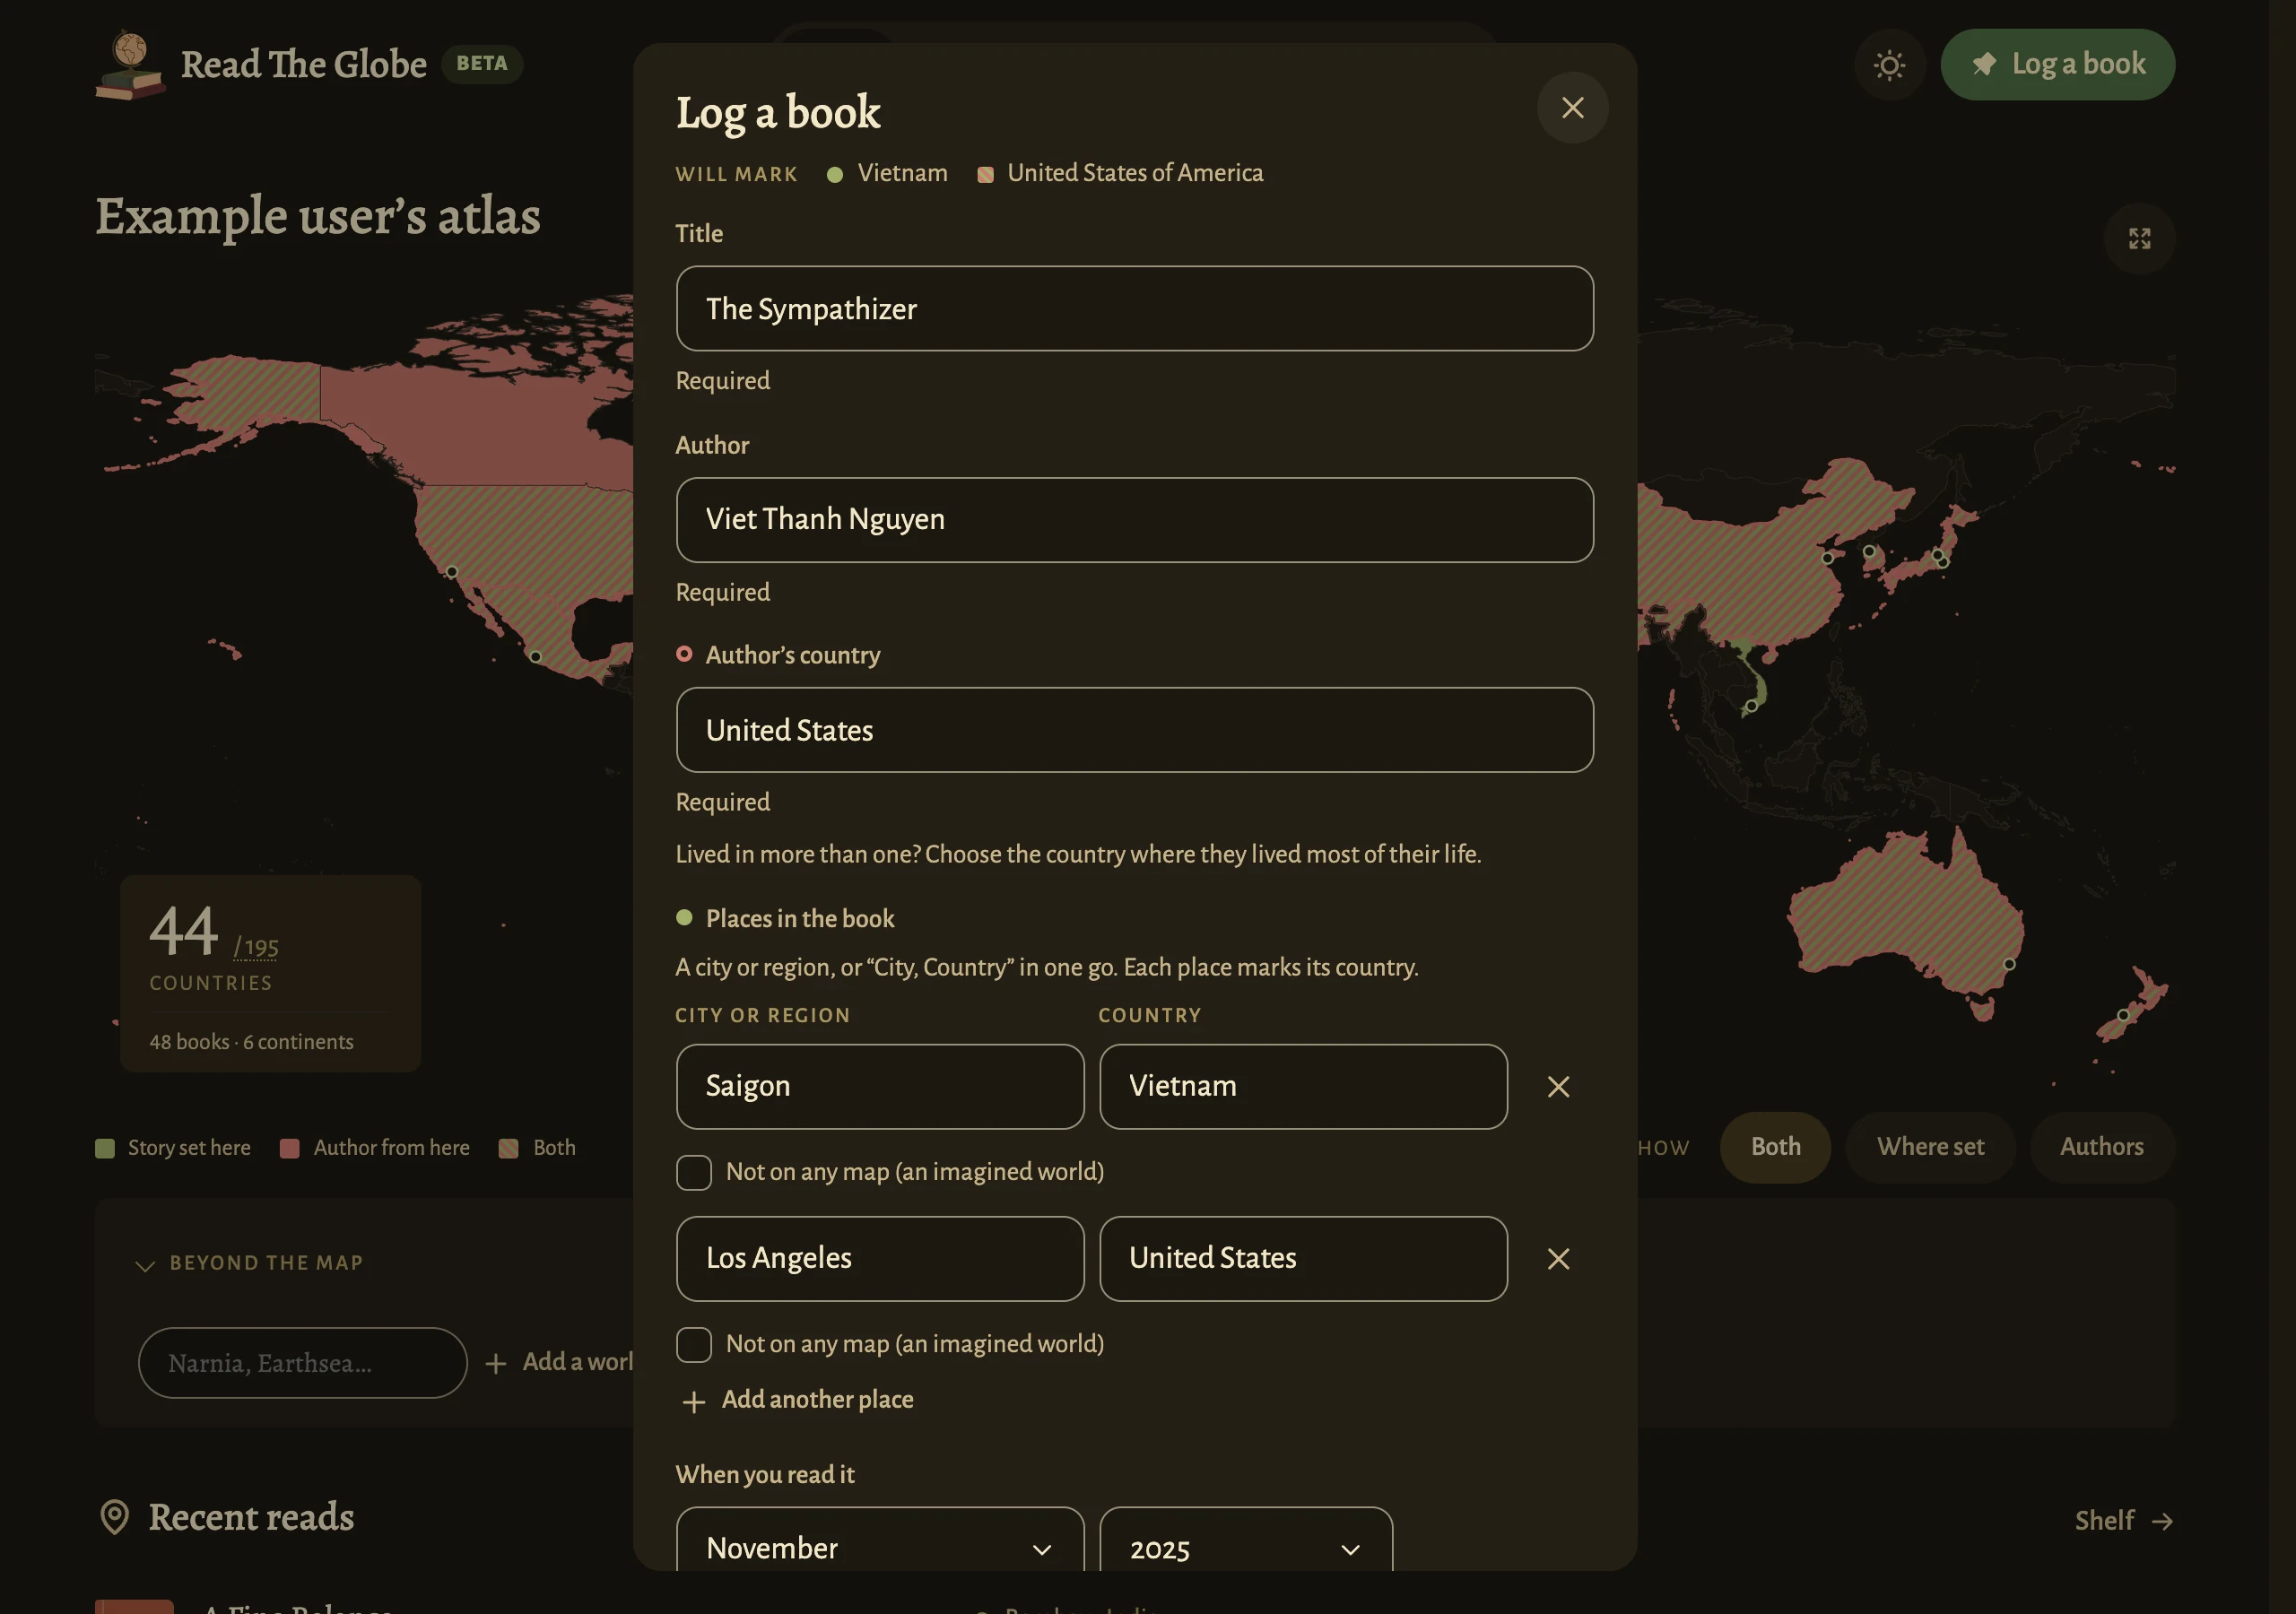 Read The Globe BETA
Log a book
Example user's atlas
44 / 195
COUNTRIES
48 books · 6 continents
Story set here Author from here Both
BEYOND THE MAP
Narnia, Earthsea...
Recent reads
Log a book
WILL MARK Vietnam United States of America
Title
The Sympathizer
Required
Author
Viet Thanh Nguyen
Required
Author's country
United States
Required
Lived in more than one? Choose the country where they lived most of their life.
Places in the book
A city or region, or “City, Country” in one go. Each place marks its country.
CITY OR REGION COUNTRY
Saigon Vietnam
Not on any map (an imagined world)
Los Angeles United States
Not on any map (an imagined world)
Add another place
When you read it
November 2025
Both Where set Authors
Shelf